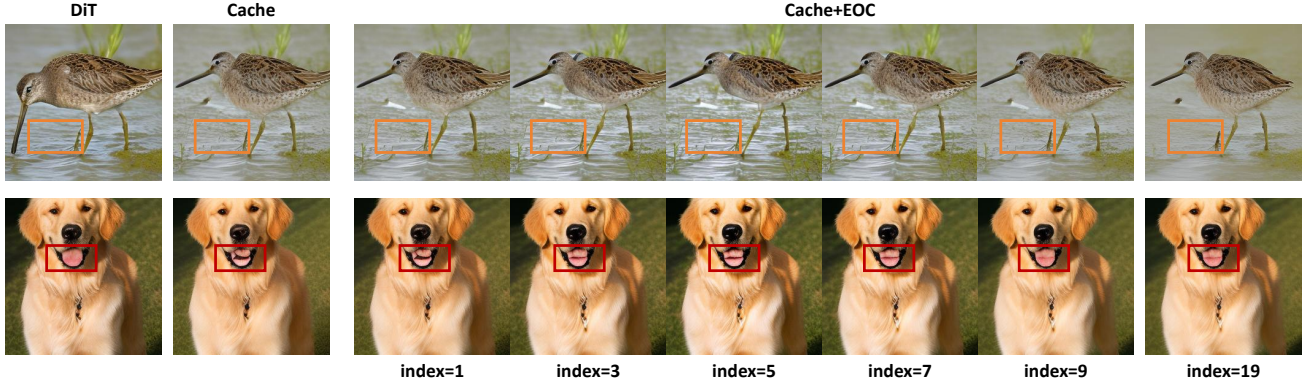 DiT
Cache
Cache+EOC
index=1
index=3
index=5
index=7
index=9
index=19